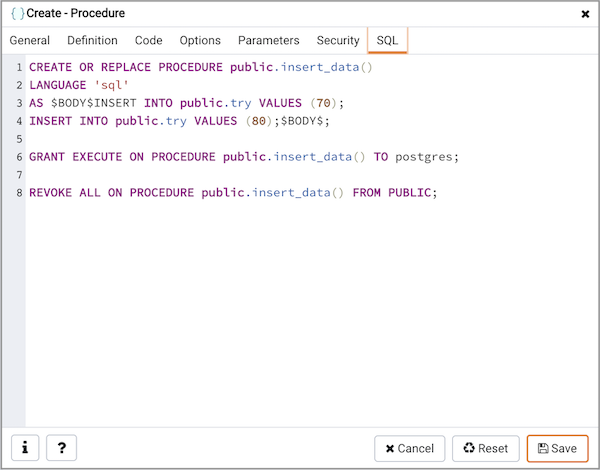 {} Create - Procedure
General Definition Code Options Parameters Security SQL
1 CREATE OR REPLACE PROCEDURE public.insert_data()
2 LANGUAGE 'sql'
3 AS $BODY$INSERT INTO public.try VALUES (70);
4 INSERT INTO public.try VALUES (80);$BODY$;
5
6 GRANT EXECUTE ON PROCEDURE public.insert_data() TO postgres;
7
8 REVOKE ALL ON PROCEDURE public.insert_data() FROM PUBLIC;
i ? Cancel Reset Save